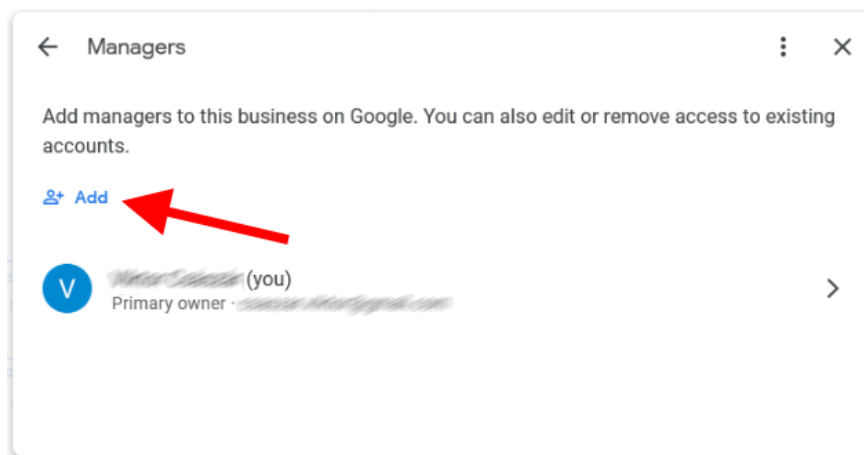 Managers
Add managers to this business on Google. You can also edit or remove access to existing
accounts.
Add
V
(you)
Primary owner ·